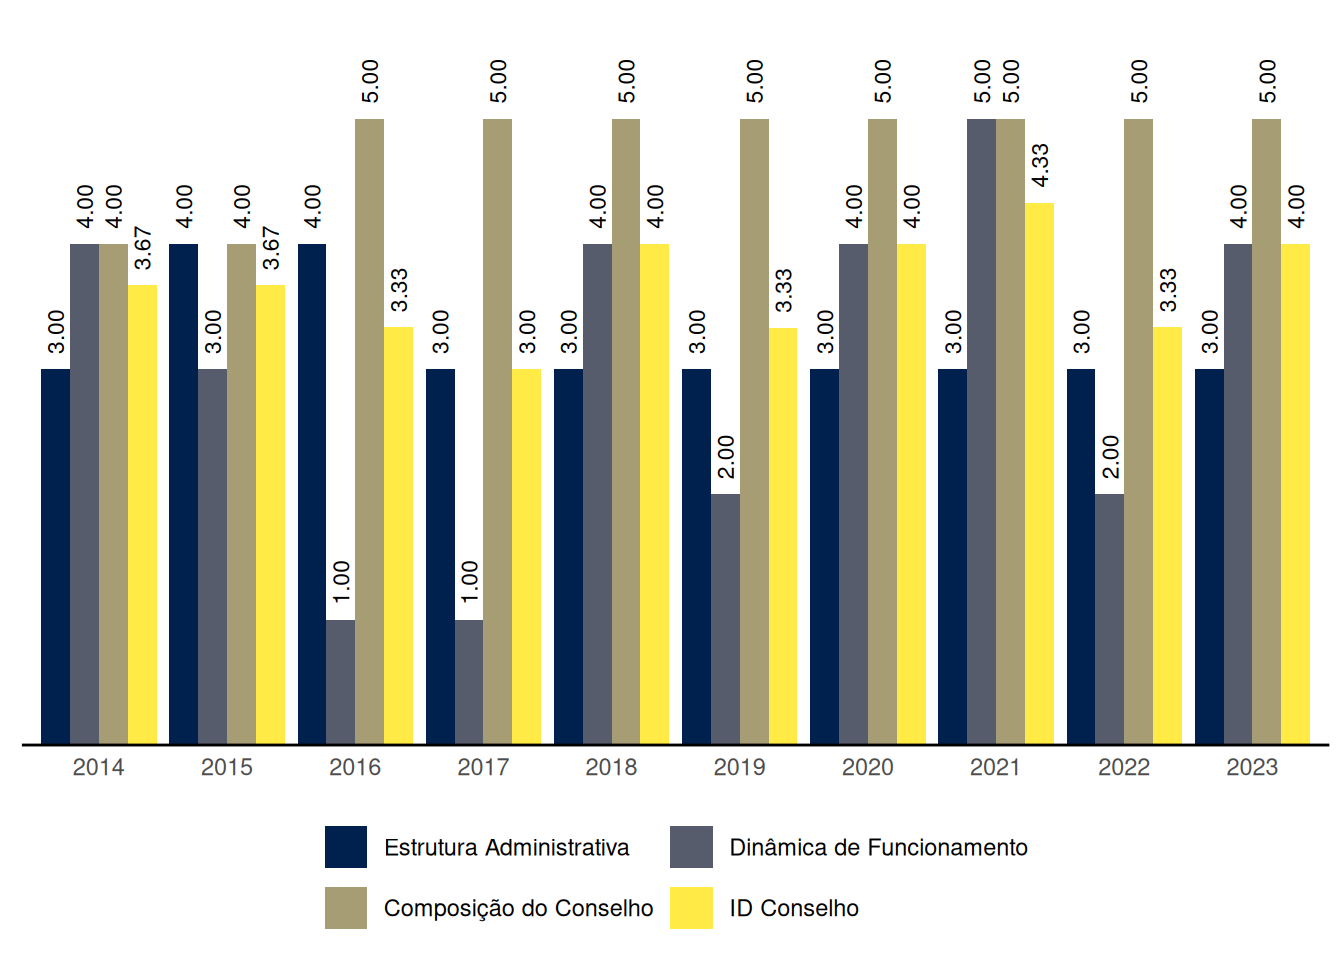 3.00 4.00 4.00 3.67
4.00 3.00 4.00 3.67
4.00 1.00 5.00 3.33
3.00 1.00 5.00 3.00
3.00 4.00 5.00 4.00
3.00 2.00 5.00 3.33
3.00 4.00 5.00 4.00
3.00 5.00 5.00 4.33
3.00 2.00 5.00 3.33
3.00 4.00 5.00 4.00
2014 2015 2016 2017 2018 2019 2020 2021 2022 2023
Estrutura Administrativa Dinâmica de Funcionamento
Composição do Conselho ID Conselho